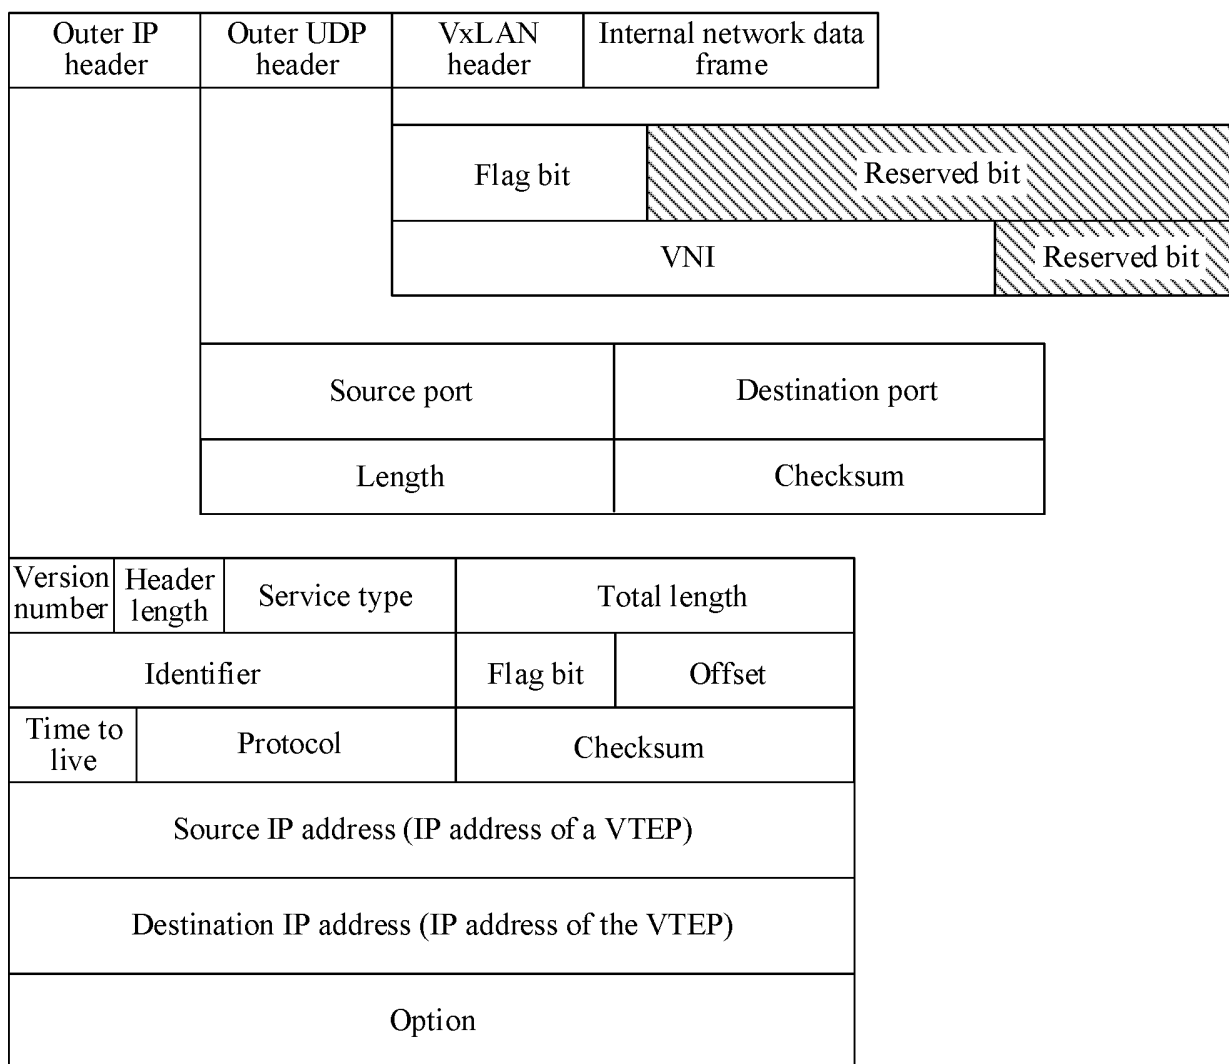 Outer IP
header
Outer UDP
header
VxLAN
header
Internal network data
frame
Flag bit
Reserved bit
VNI
Reserved bit
Source port
Destination port
Length
Checksum
Version
number
Header
length
Service type
Total length
Identifier
Flag bit
Offset
Time to
live
Protocol
Checksum
Source IP address (IP address of a VTEP)
Destination IP address (IP address of the VTEP)
Option